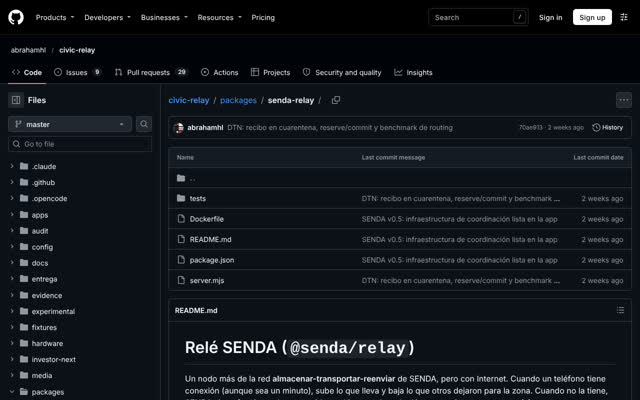 Products Developers Businesses Resources Pricing Search / Sign in Sign up
abrahamhl / civic-relay
Code Issues 9 Pull requests 29 Actions Projects Security and quality Insights
Files
master
Go to file
.claude
.github
.opencode
apps
audit
config
docs
entrega
evidence
experimental
fixtures
hardware
investor-next
media
packages
civic-relay / packages / senda-relay /
abrahamhl DTN: recibo en cuarentena, reserve/commit y benchmark de routing 70ae913 · 2 weeks ago History
Name Last commit message Last commit date
..
tests DTN: recibo en cuarentena, reserve/commit y benchmark ... 2 weeks ago
Dockerfile SENDA v0.5: infraestructura de coordinación lista en la app 2 weeks ago
README.md SENDA v0.5: infraestructura de coordinación lista en la app 2 weeks ago
package.json SENDA v0.5: infraestructura de coordinación lista en la app 2 weeks ago
server.mjs DTN: recibo en cuarentena, reserve/commit y benchmark ... 2 weeks ago
README.md
Relé SENDA (@senda/relay)
Un nodo más de la red almacenar-transportar-reenviar de SENDA, pero con Internet. Cuando un teléfono tiene
conexión (aunque sea un minuto), sube lo que lleva y baja lo que otros dejaron para la zona. Cuando no la tiene,